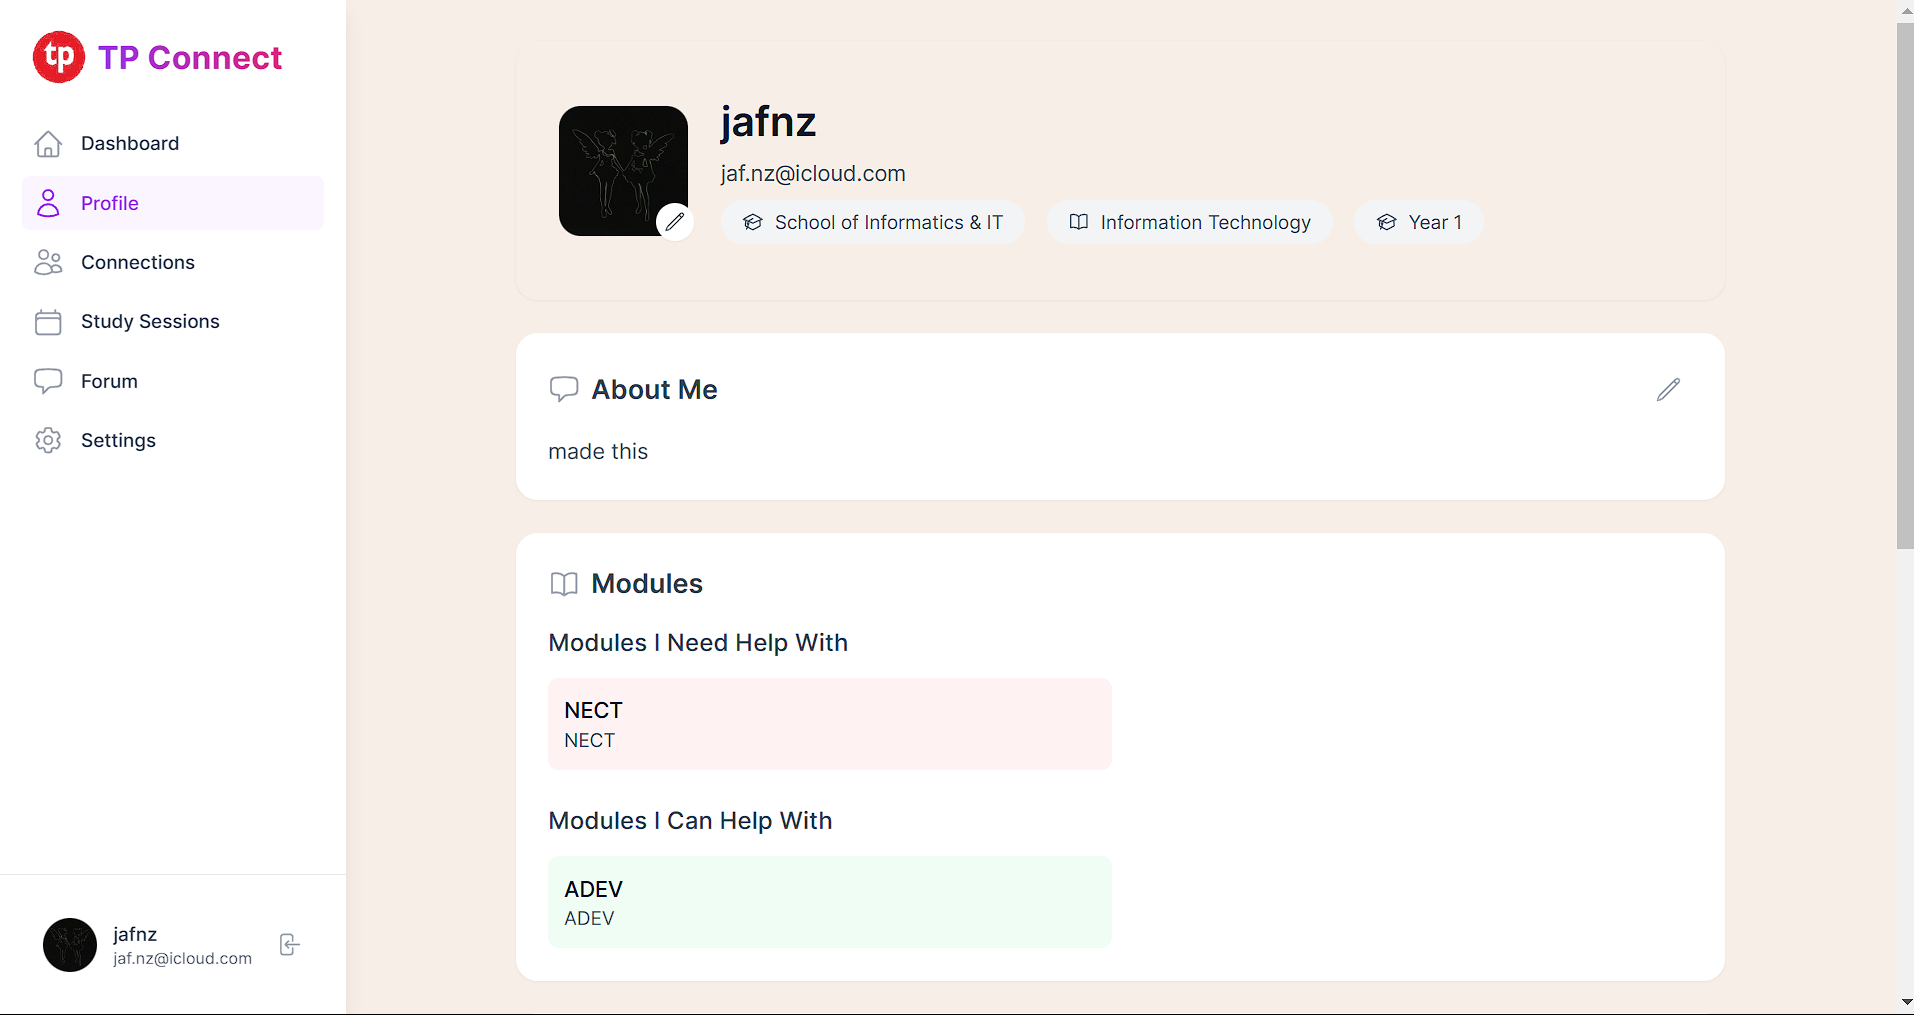 tp TP Connect
Dashboard
Profile
Connections
Study Sessions
Forum
Settings
jafnz
jaf.nz@icloud.com
jafnz
jaf.nz@icloud.com
School of Informatics & IT
Information Technology
Year 1
About Me
made this
Modules
Modules I Need Help With
NECT
NECT
Modules I Can Help With
ADEV
ADEV